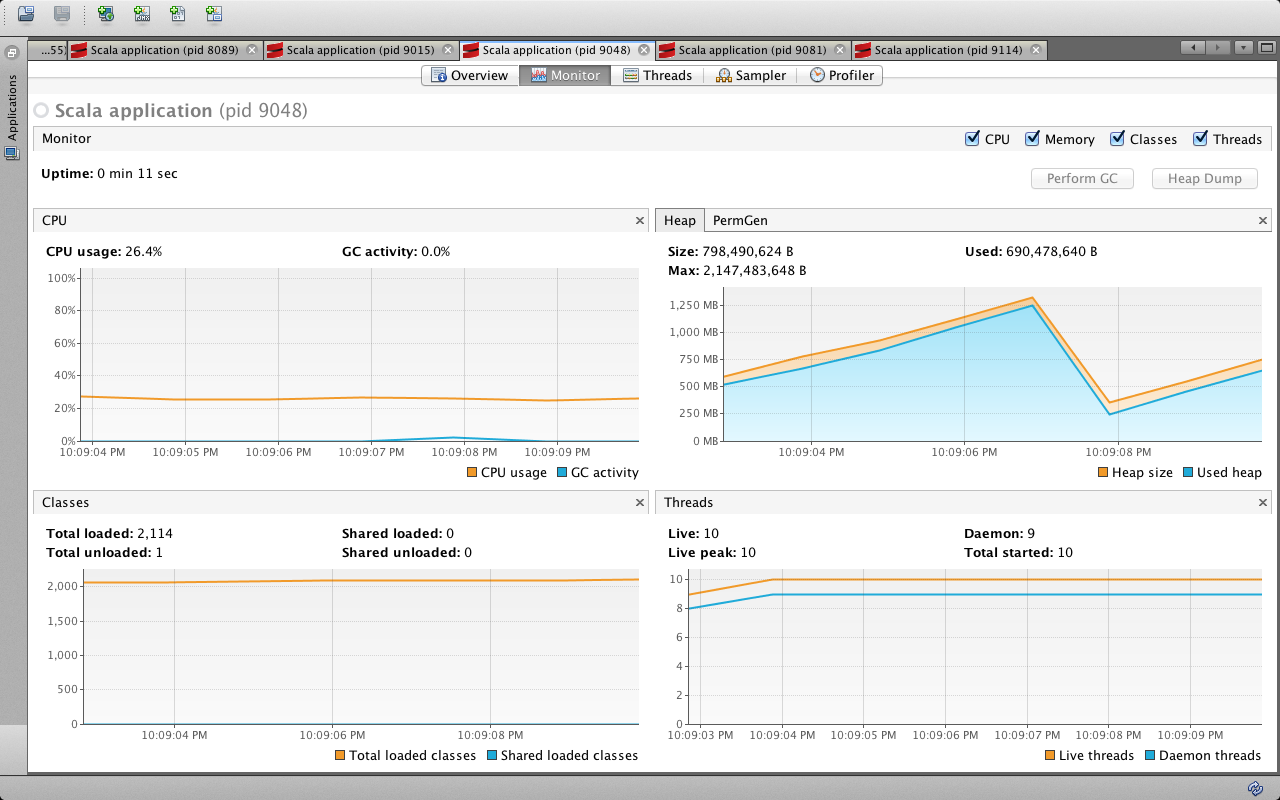 ...55)
Scala application (pid 8089)
Scala application (pid 9015)
Scala application (pid 9048)
Scala application (pid 9081)
Scala application (pid 9114)
Applications
Overview
Monitor
Threads
Sampler
Profiler
Scala application (pid 9048)
Monitor
CPU
Memory
Classes
Threads
Uptime: 0 min 11 sec
Perform GC
Heap Dump
CPU
CPU usage: 26.4%
GC activity: 0.0%
100%
80%
60%
40%
20%
0%
10:09:04 PM
10:09:05 PM
10:09:06 PM
10:09:07 PM
10:09:08 PM
10:09:09 PM
CPU usage
GC activity
Heap
PermGen
Size: 798,490,624 B
Used: 690,478,640 B
Max: 2,147,483,648 B
1,250 MB
1,000 MB
750 MB
500 MB
250 MB
0 MB
10:09:04 PM
10:09:06 PM
10:09:08 PM
Heap size
Used heap
Classes
Total loaded: 2,114
Shared loaded: 0
Total unloaded: 1
Shared unloaded: 0
2,000
1,500
1,000
500
0
10:09:04 PM
10:09:06 PM
10:09:08 PM
Total loaded classes
Shared loaded classes
Threads
Live: 10
Daemon: 9
Live peak: 10
Total started: 10
10
8
6
4
2
0
10:09:03 PM
10:09:04 PM
10:09:05 PM
10:09:06 PM
10:09:07 PM
10:09:08 PM
10:09:09 PM
Live threads
Daemon threads